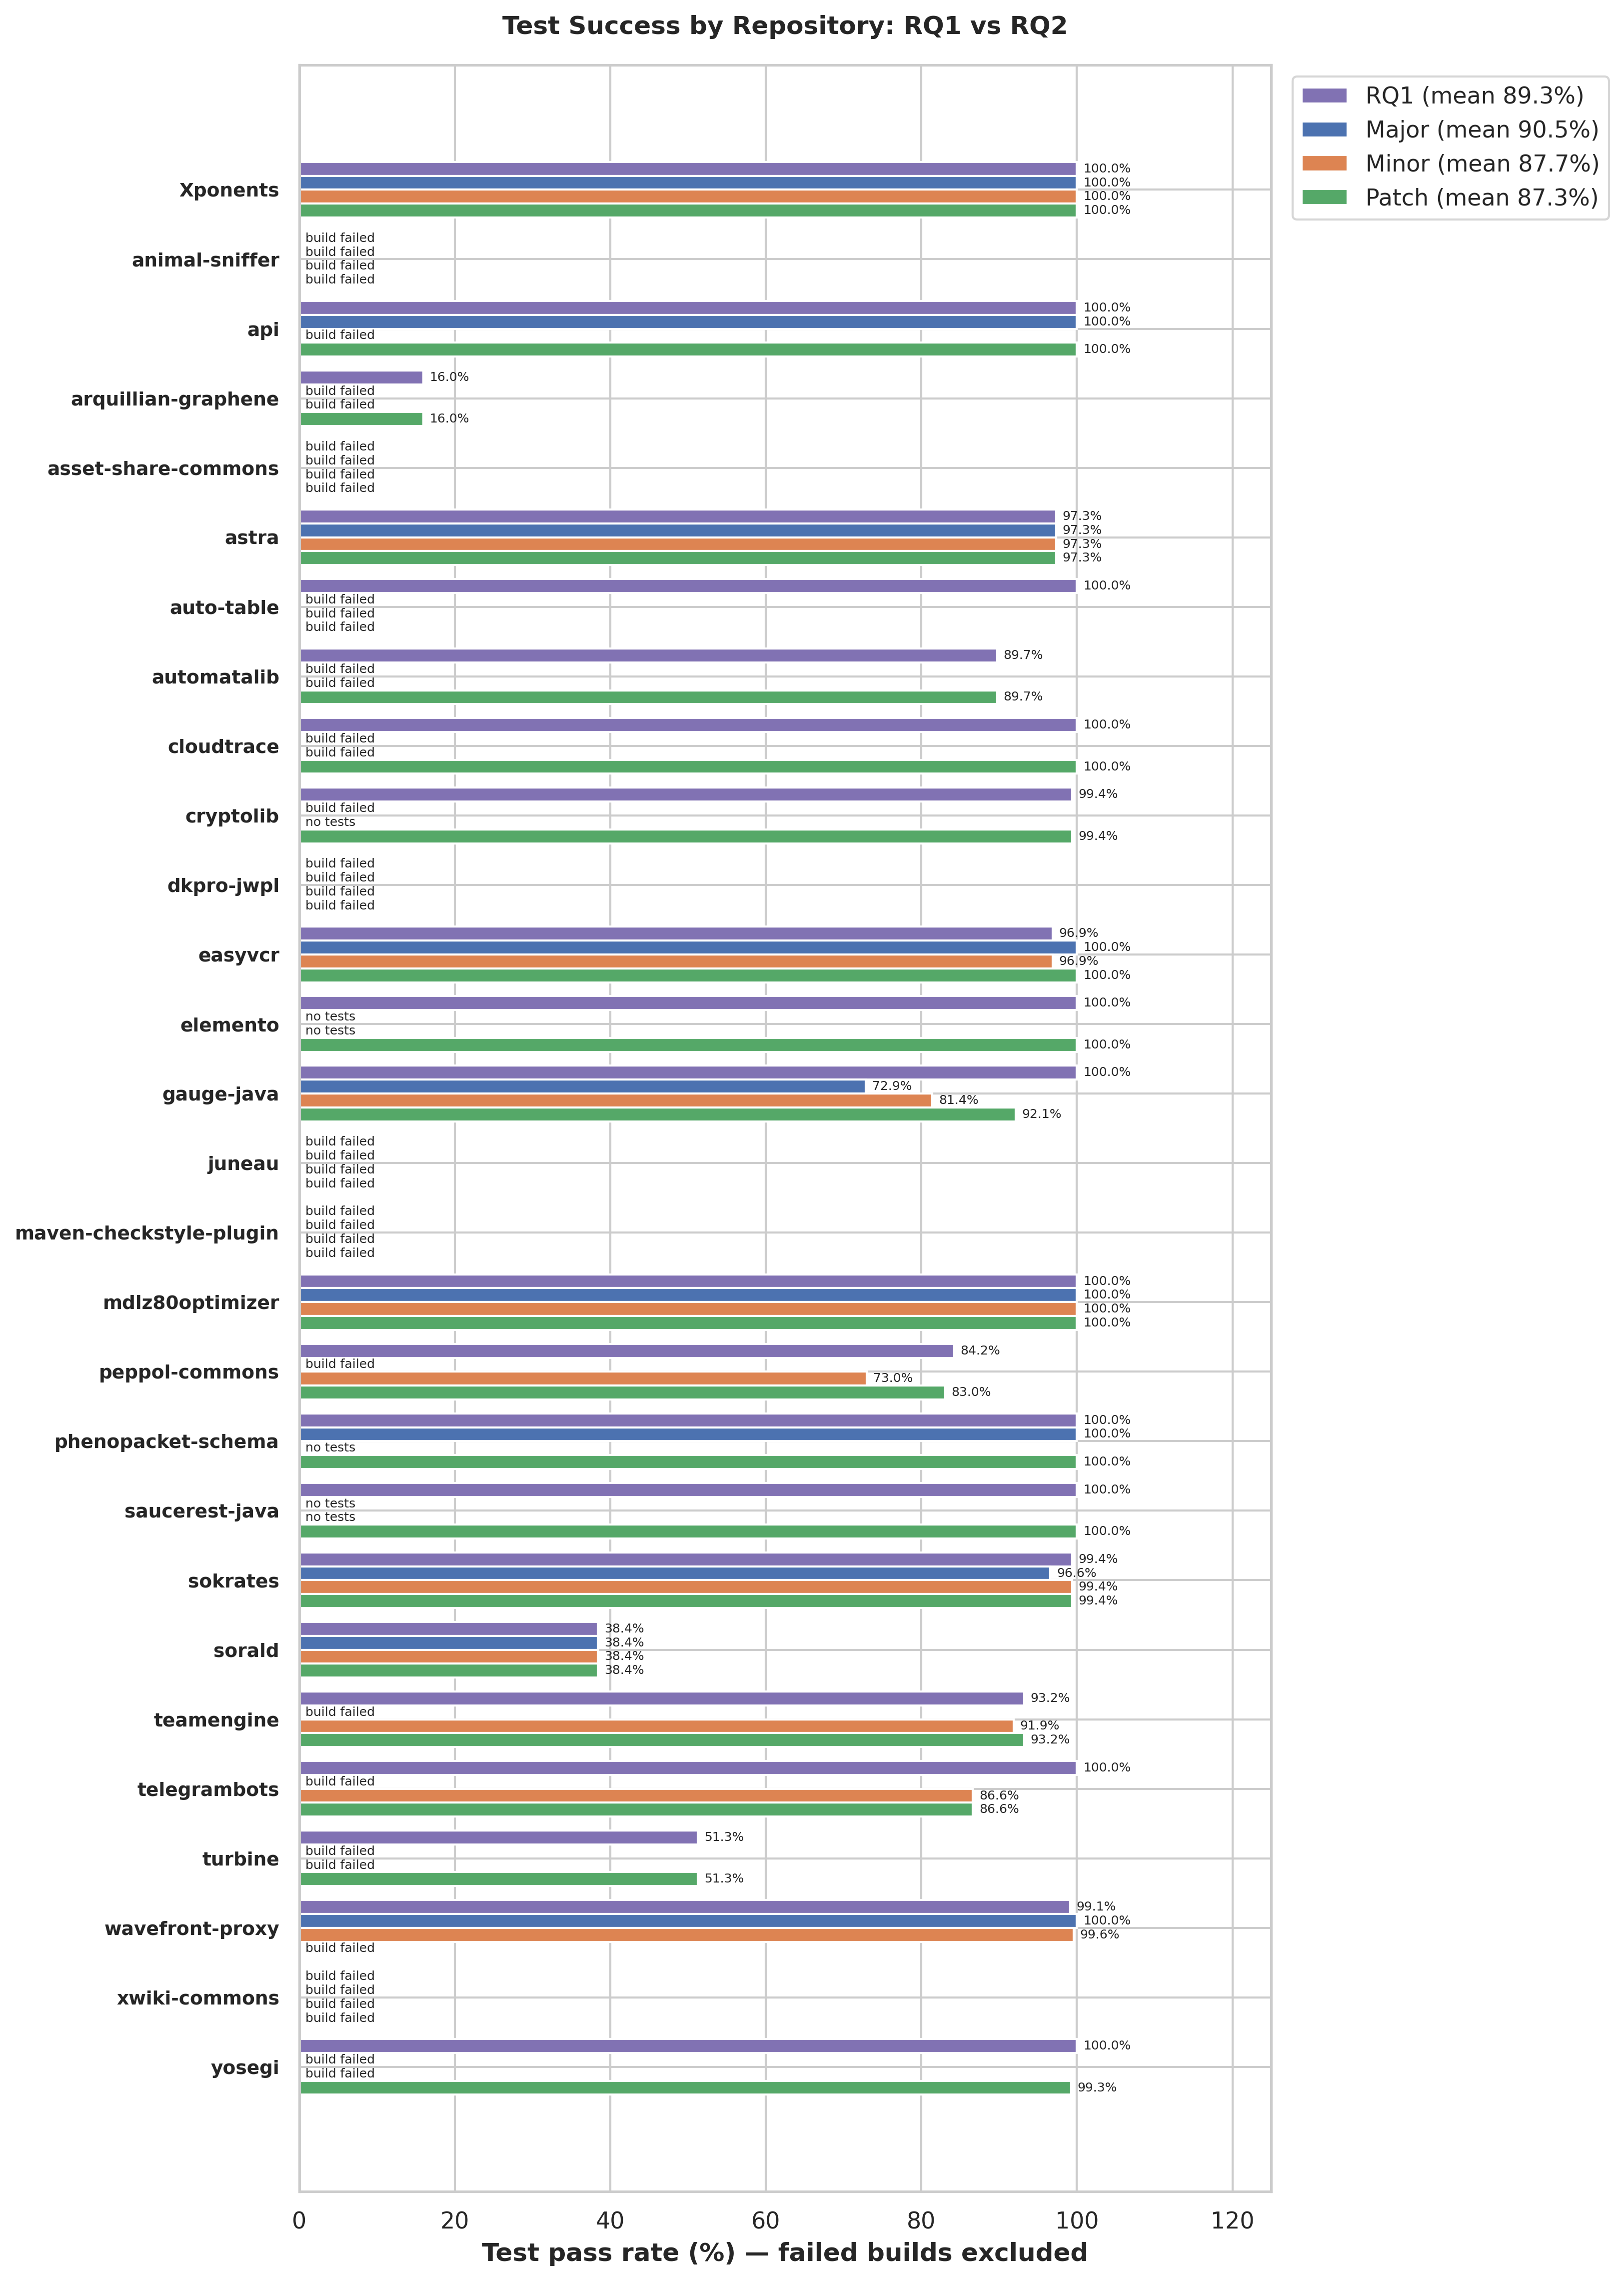 Test Success by Repository: RQ1 vs RQ2
RQ1 (mean 89.3%)
Major (mean 90.5%)
Minor (mean 87.7%)
Patch (mean 87.3%)
Xponents
100.0%
100.0%
100.0%
100.0%
animal-sniffer
build failed
build failed
build failed
build failed
api
100.0%
100.0%
build failed
100.0%
arquillian-graphene
16.0%
build failed
build failed
16.0%
asset-share-commons
build failed
build failed
build failed
build failed
astra
97.3%
97.3%
97.3%
97.3%
auto-table
100.0%
build failed
build failed
build failed
automatalib
89.7%
build failed
build failed
89.7%
cloudtrace
100.0%
build failed
build failed
100.0%
cryptolib
99.4%
build failed
no tests
99.4%
dkpro-jwpl
build failed
build failed
build failed
build failed
easyvcr
96.9%
100.0%
96.9%
100.0%
elemento
100.0%
no tests
no tests
100.0%
gauge-java
100.0%
72.9%
81.4%
92.1%
juneau
build failed
build failed
build failed
build failed
maven-checkstyle-plugin
build failed
build failed
build failed
build failed
mdlz80optimizer
100.0%
100.0%
100.0%
100.0%
peppol-commons
84.2%
build failed
73.0%
83.0%
phenopacket-schema
100.0%
100.0%
no tests
100.0%
saucerest-java
100.0%
no tests
no tests
100.0%
sokrates
99.4%
96.6%
99.4%
99.4%
sorald
38.4%
38.4%
38.4%
38.4%
teamengine
93.2%
build failed
91.9%
93.2%
telegrambots
100.0%
build failed
86.6%
86.6%
turbine
51.3%
build failed
build failed
51.3%
wavefront-proxy
99.1%
100.0%
99.6%
build failed
xwiki-commons
build failed
build failed
build failed
build failed
yosegi
100.0%
build failed
build failed
99.3%
0 20 40 60 80 100 120
Test pass rate (%) — failed builds excluded